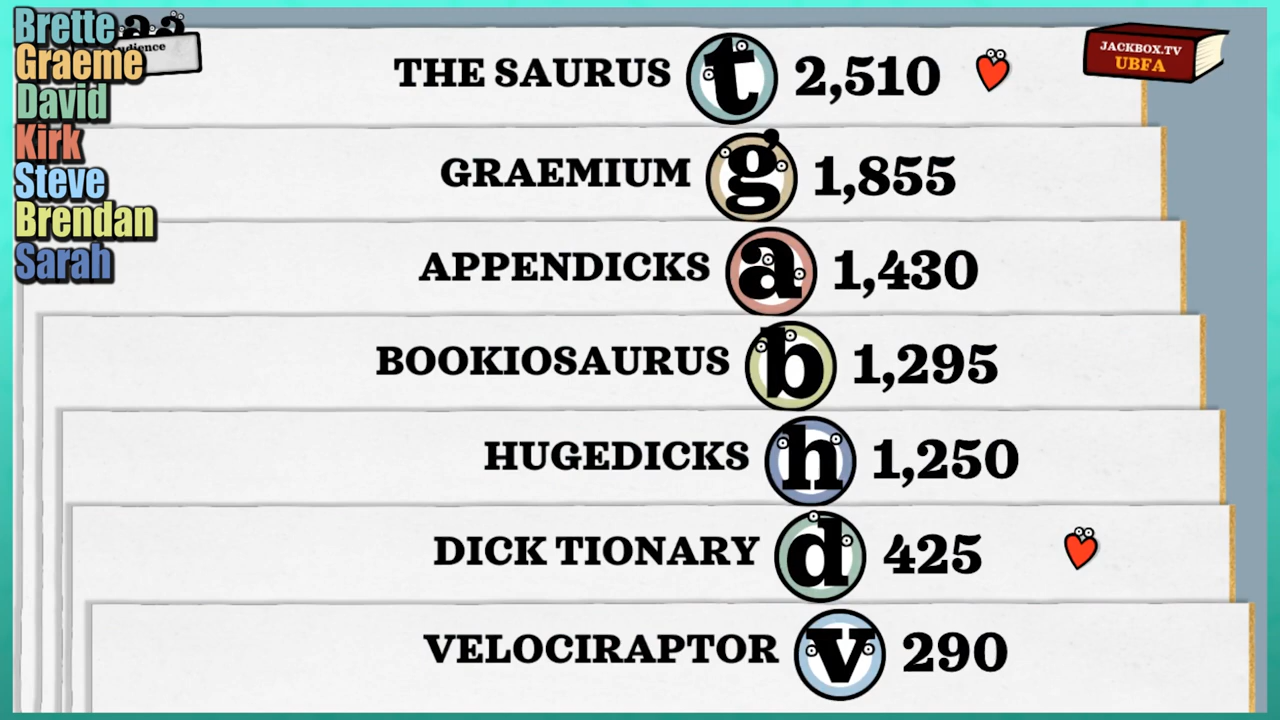 Brette
Graeme
David
Kirk
Steve
Brendan
Sarah
JACKBOX.TV
UBFA
THE SAURUS t 2,510
GRAEMIUM g 1,855
APPENDICKS a 1,430
BOOKIOSAURUS b 1,295
HUGEDICKS h 1,250
DICK TIONARY d 425
VELOCIRAPTOR v 290